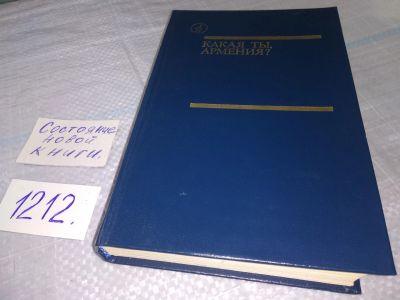 КАКАЯ ТЫ,
АРМЕНИЯ?
Состояние
новой
книги.
1212.